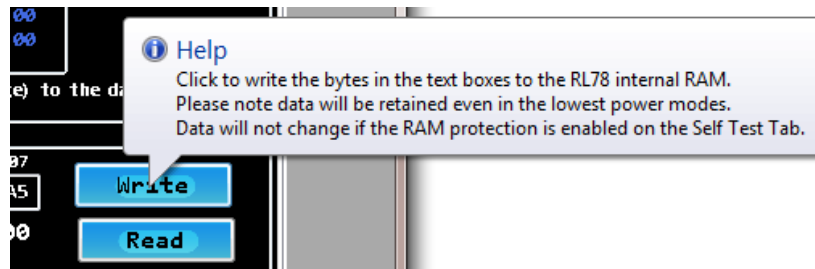 00
00
Help
Click to write the bytes in the text boxes to the RL78 internal RAM.
Please note data will be retained even in the lowest power modes.
Data will not change if the RAM protection is enabled on the Self Test Tab.
e) to the da
07
A5
Write
00
Read